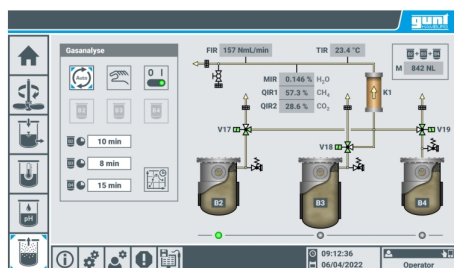 gunt
HAMBURG
Gasanalyse
Auto
0 I
10 min
8 min
15 min
FIR 157 NmL/min
TIR 23.4 °C
M 842 NL
MIR 0.146 % H₂O
QIR1 57.3 % CH₄
QIR2 28.6 % CO₂
K1
V17
V18
V19
B2
B3
B4
pH
09:12:36
06/04/2022
Operator